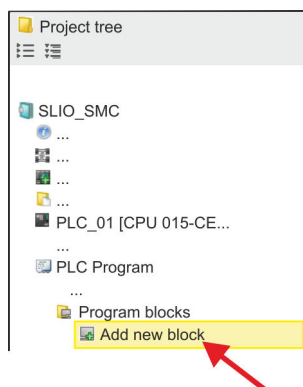 Project tree
SLIO_SMC
...
...
...
...
PLC_01 [CPU 015-CE...
...
PLC Program
...
Program blocks
Add new block